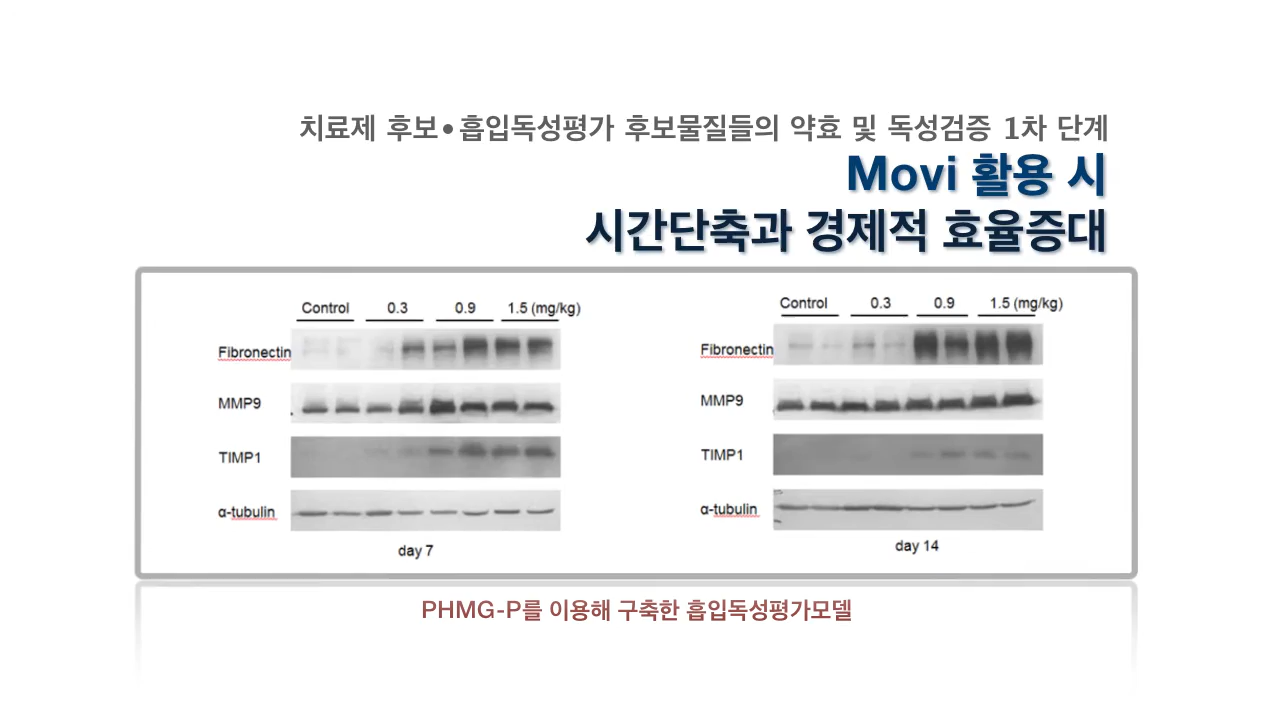 치료제 후보•흡입독성평가 후보물질들의 약효 및 독성검증 1차 단계
Movi 활용 시
시간단축과 경제적 효율증대
Control 0.3 0.9 1.5 (mg/kg)
Fibronectin
MMP9
TIMP1
α-tubulin
day 7
Control 0.3 0.9 1.5 (mg/kg)
Fibronectin
MMP9
TIMP1
α-tubulin
day 14
PHMG-P를 이용해 구축한 흡입독성평가모델